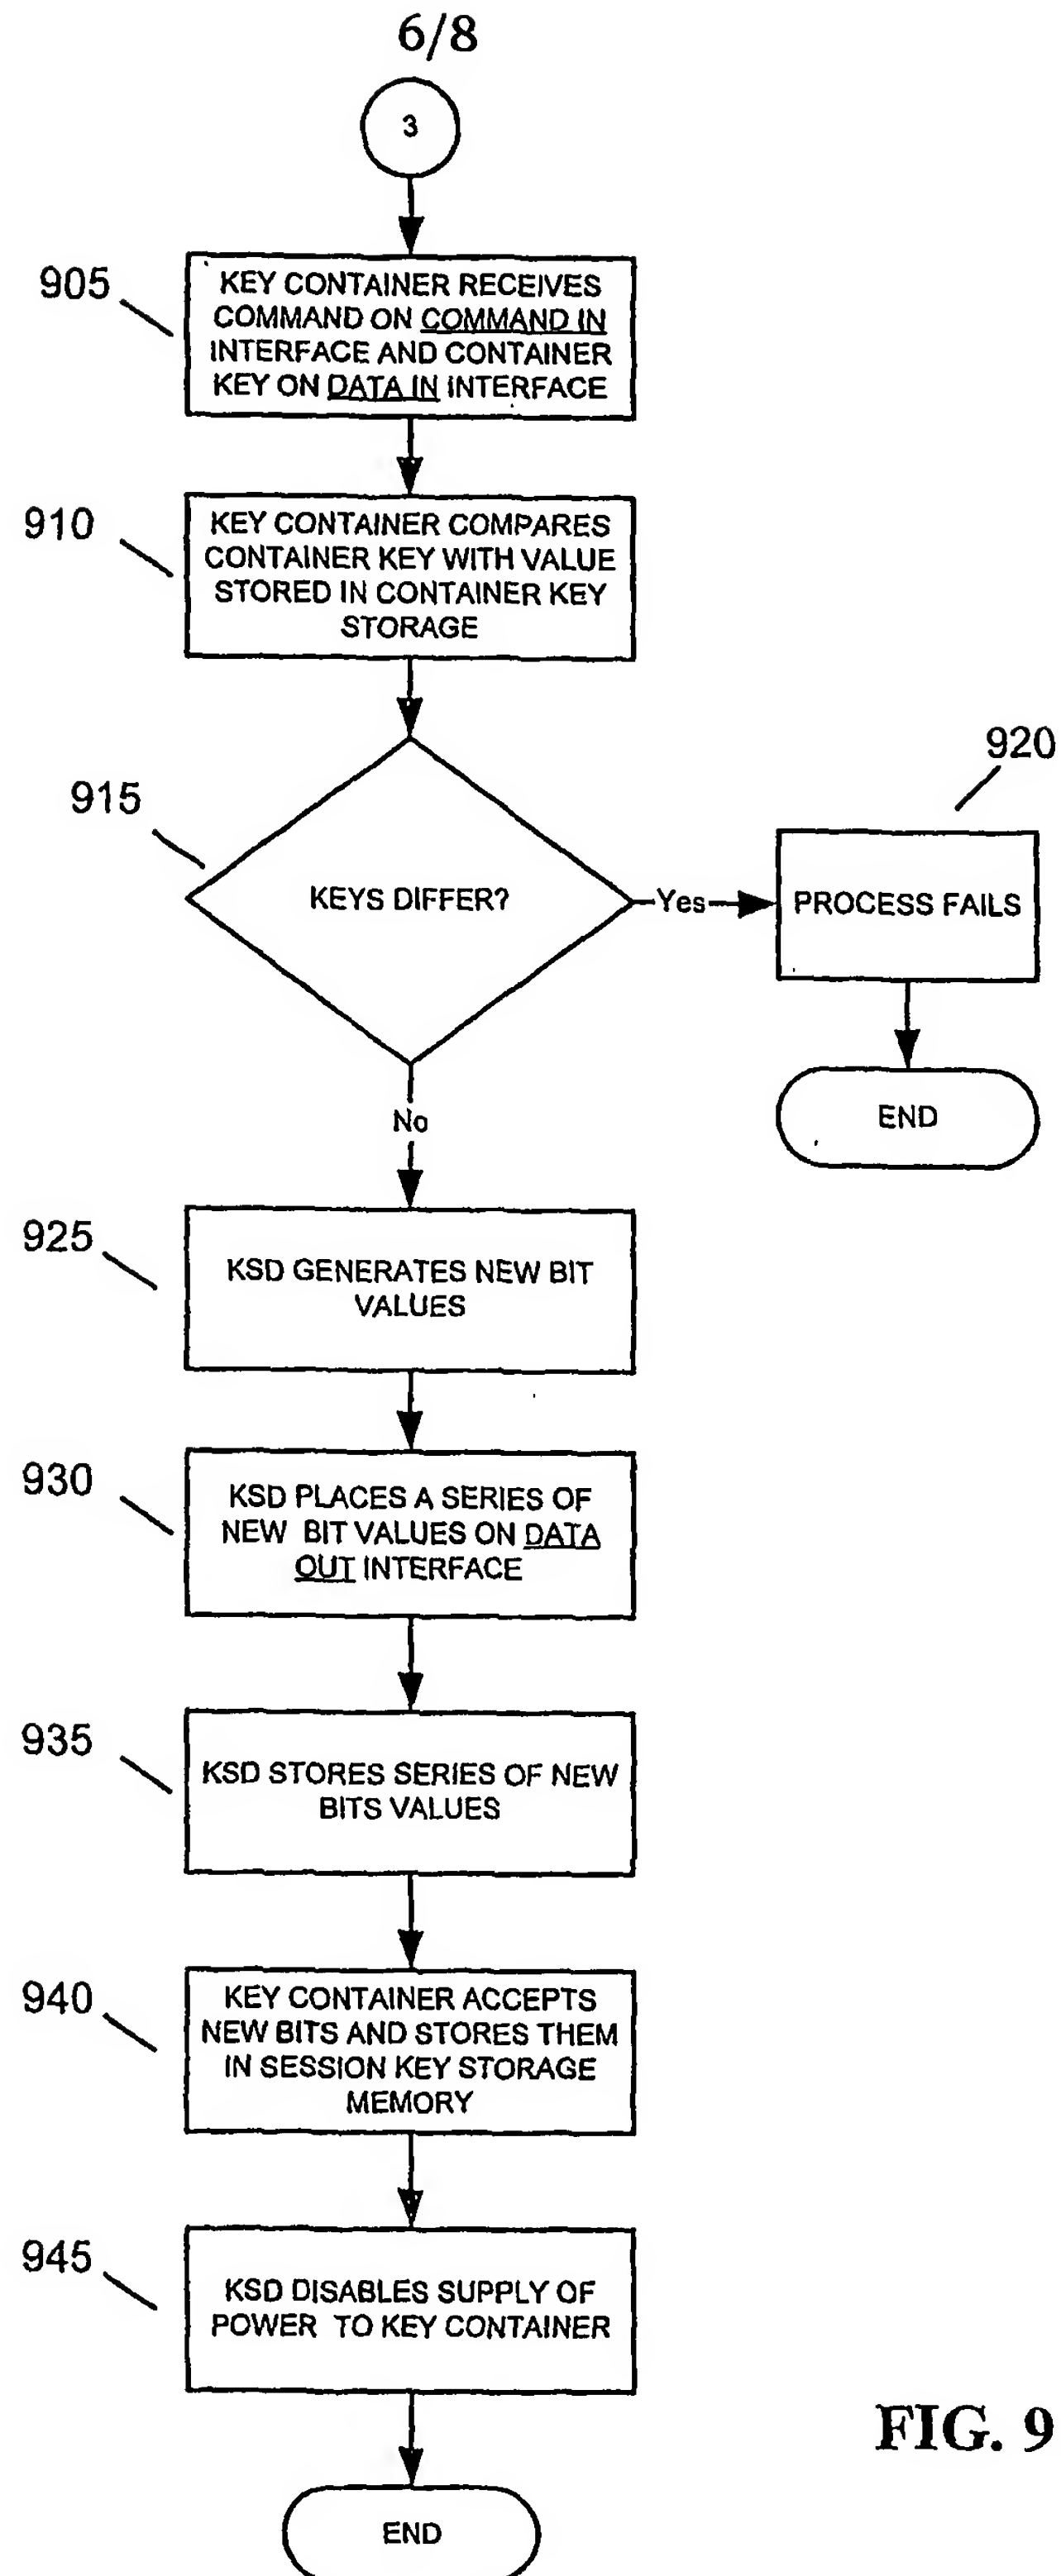 6/8
3
905
KEY CONTAINER RECEIVES
COMMAND ON COMMAND IN
INTERFACE AND CONTAINER
KEY ON DATA IN INTERFACE
910
KEY CONTAINER COMPARES
CONTAINER KEY WITH VALUE
STORED IN CONTAINER KEY
STORAGE
915
KEYS DIFFER?
Yes
920
PROCESS FAILS
END
No
925
KSD GENERATES NEW BIT
VALUES
930
KSD PLACES A SERIES OF
NEW BIT VALUES ON DATA
OUT INTERFACE
935
KSD STORES SERIES OF NEW
BITS VALUES
940
KEY CONTAINER ACCEPTS
NEW BITS AND STORES THEM
IN SESSION KEY STORAGE
MEMORY
945
KSD DISABLES SUPPLY OF
POWER TO KEY CONTAINER
END
FIG. 9